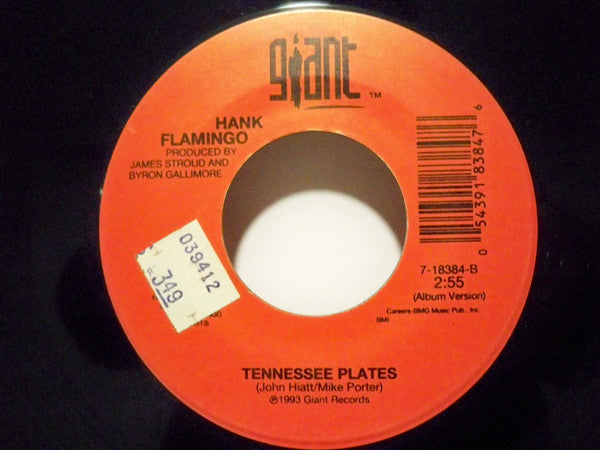 giant
TM
HANK
FLAMINGO
PRODUCED BY
JAMES STROUD AND
BYRON GALLIMORE
039412
349
0 54391 83847 6
7-18384-B
2:55
(Album Version)
Careers-BMG Music Pub., Inc
BMI
TENNESSEE PLATES
(John Hiatt/Mike Porter)
℗1993 Giant Records